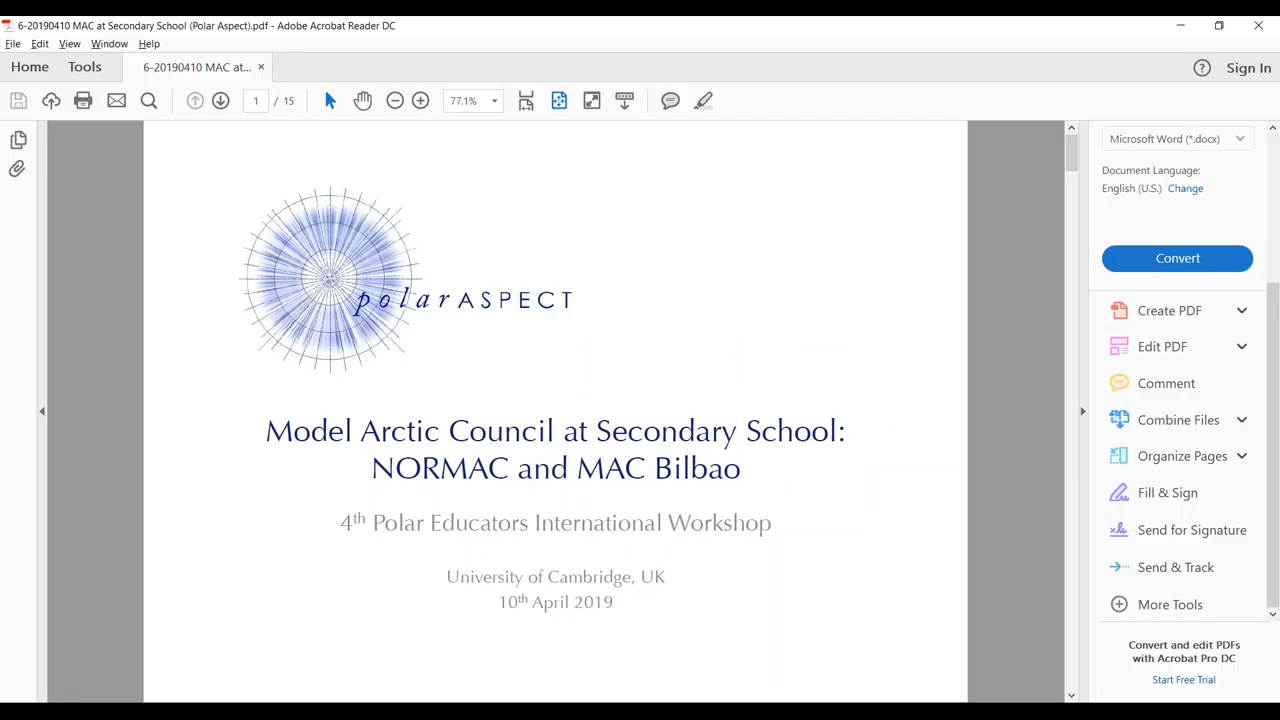 6-20190410 MAC at Secondary School (Polar Aspect).pdf - Adobe Acrobat Reader DC
File Edit View Window Help
Home Tools 6-20190410 MAC at... × Sign In
1 / 15 77.1%
Microsoft Word (*.docx)
Document Language:
English (U.S.) Change
Convert
polarASPECT
Create PDF
Edit PDF
Comment
Combine Files
Organize Pages
Fill & Sign
Send for Signature
Send & Track
More Tools
Convert and edit PDFs
with Acrobat Pro DC
Start Free Trial
Model Arctic Council at Secondary School:
NORMAC and MAC Bilbao
4th Polar Educators International Workshop
University of Cambridge, UK
10th April 2019